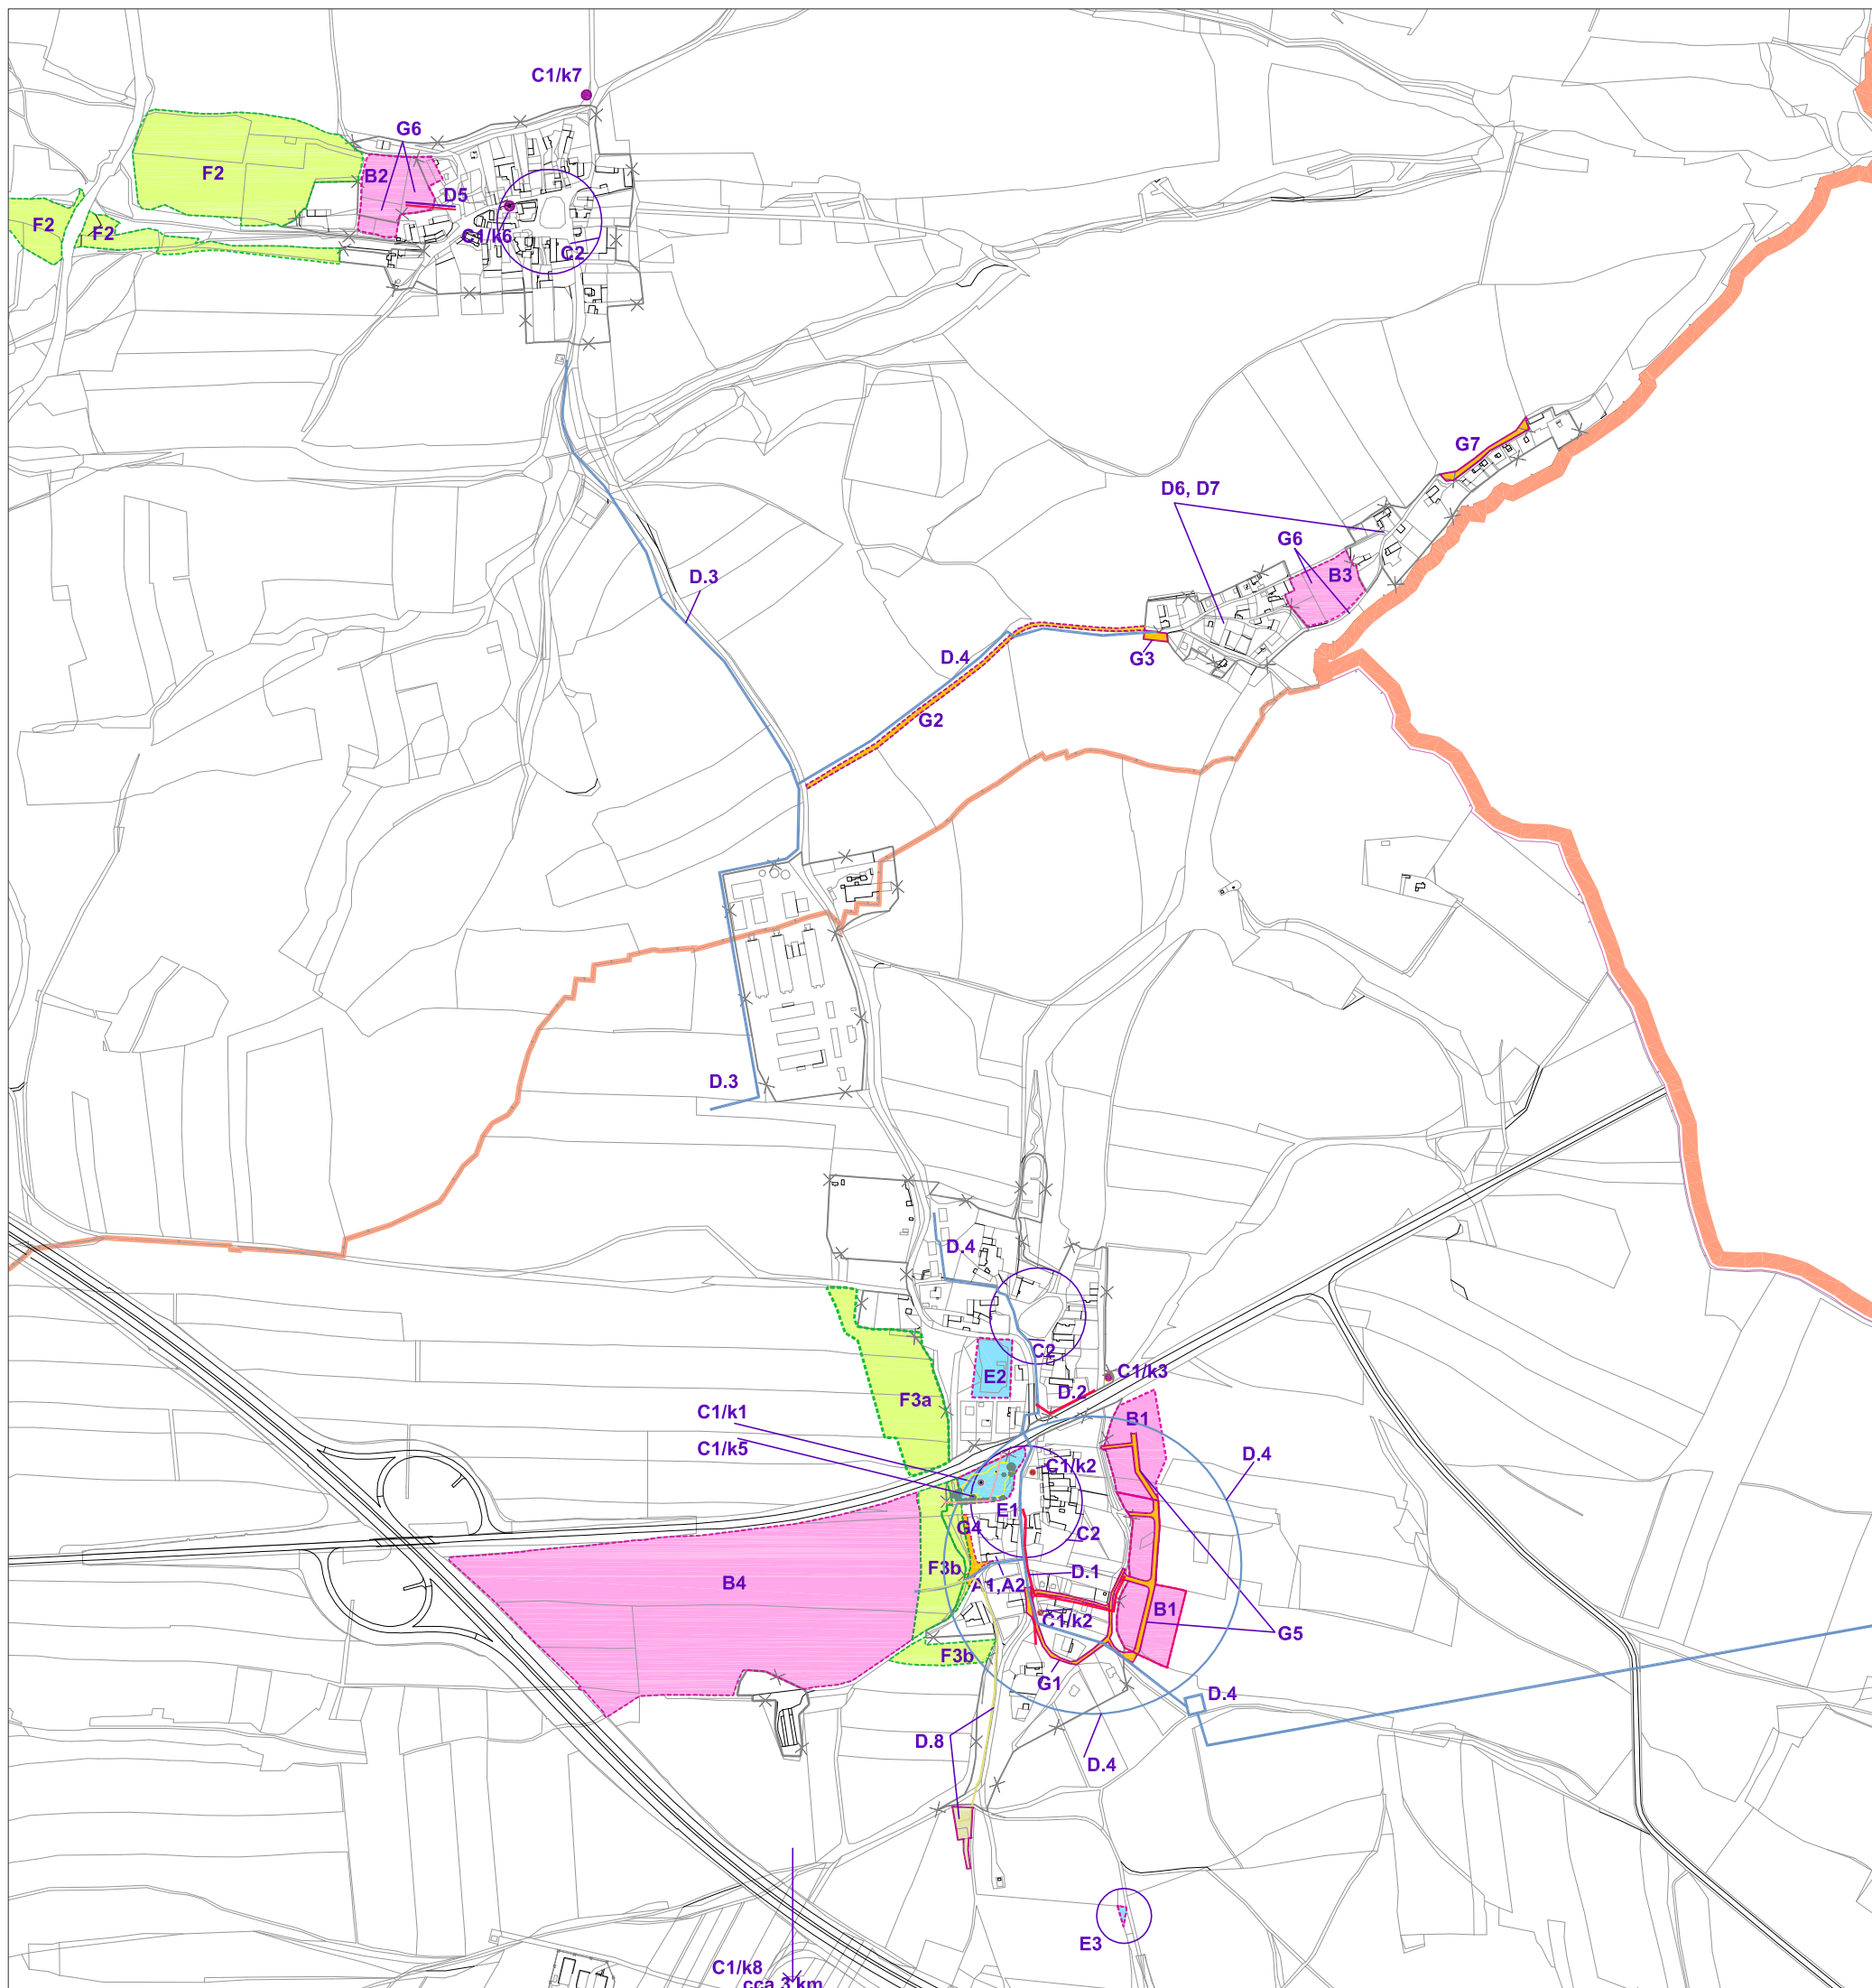 C1/k7
G6
F2
B2
D5
F2
F2
C1/k6
C2
G7
D6, D7
G6
B3
D.3
D.4
G3
G2
D.3
D.4
C2
C1/k3
E2
D.2
F3a
C1/k1
B1
C1/k5
D.4
C1/k2
E1
G4
C2
F3b
D.1
B4
A1,A2
B1
C1/k2
G5
F3b
G1
D.4
D.8
D.4
E3
C1/k8
cca 3 km